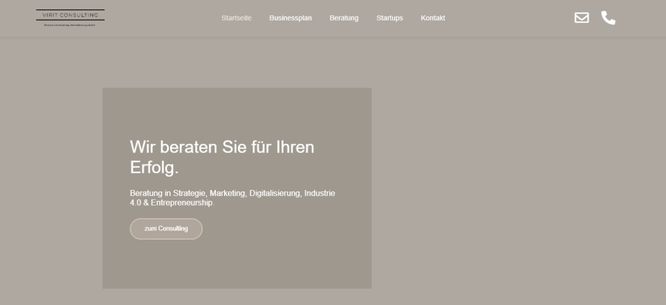 VIRIT CONSULTING
Startseite Businessplan Beratung Startups Kontakt
Wir beraten Sie für Ihren
Erfolg.
Beratung in Strategie, Marketing, Digitalisierung, Industrie
4.0 & Entrepreneurship
zum Consulting